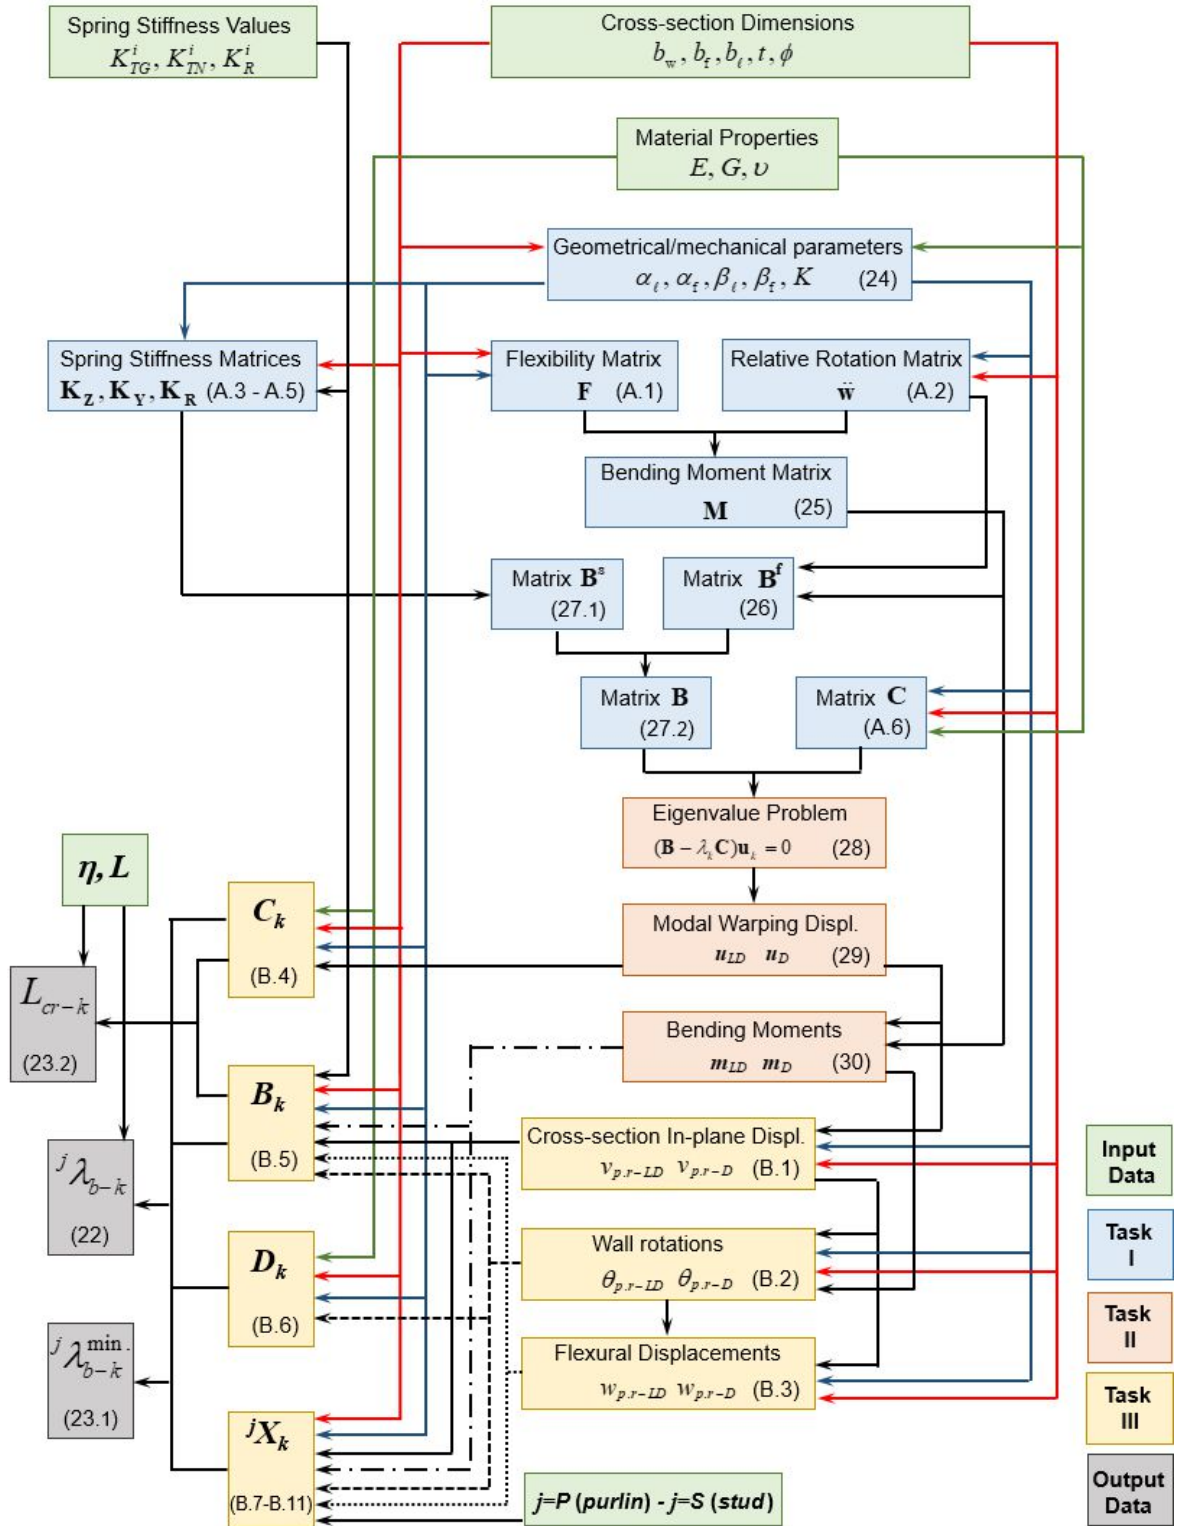 Spring Stiffness Values
K^i_TG, K^i_TN, K^i_R
Cross-section Dimensions
b_w, b_f, b_ℓ, t, ϕ
Material Properties
E, G, υ
Geometrical/mechanical parameters
α_ℓ, α_f, β_ℓ, β_f, K (24)
Spring Stiffness Matrices
K_Z, K_Y, K_R (A.3 - A.5)
Flexibility Matrix
F (A.1)
Relative Rotation Matrix
ẅ (A.2)
Bending Moment Matrix
M (25)
Matrix B^s
(27.1)
Matrix B^f
(26)
Matrix B
(27.2)
Matrix C
(A.6)
Eigenvalue Problem
(B − λ_k C)u_k = 0 (28)
η, L
C_k
(B.4)
Modal Warping Displ.
u_LD u_D (29)
L_cr-k
(23.2)
Bending Moments
m_LD m_D (30)
B_k
(B.5)
Cross-section In-plane Displ.
v_p.r-LD v_p.r-D (B.1)
^jλ_b-k
(22)
D_k
(B.6)
Wall rotations
θ_p.r-LD θ_p.r-D (B.2)
^jλ^min._b-k
(23.1)
Flexural Displacements
w_p.r-LD w_p.r-D (B.3)
^jX_k
(B.7-B.11)
j=P (purlin) - j=S (stud)
Input
Data
Task
I
Task
II
Task
III
Output
Data